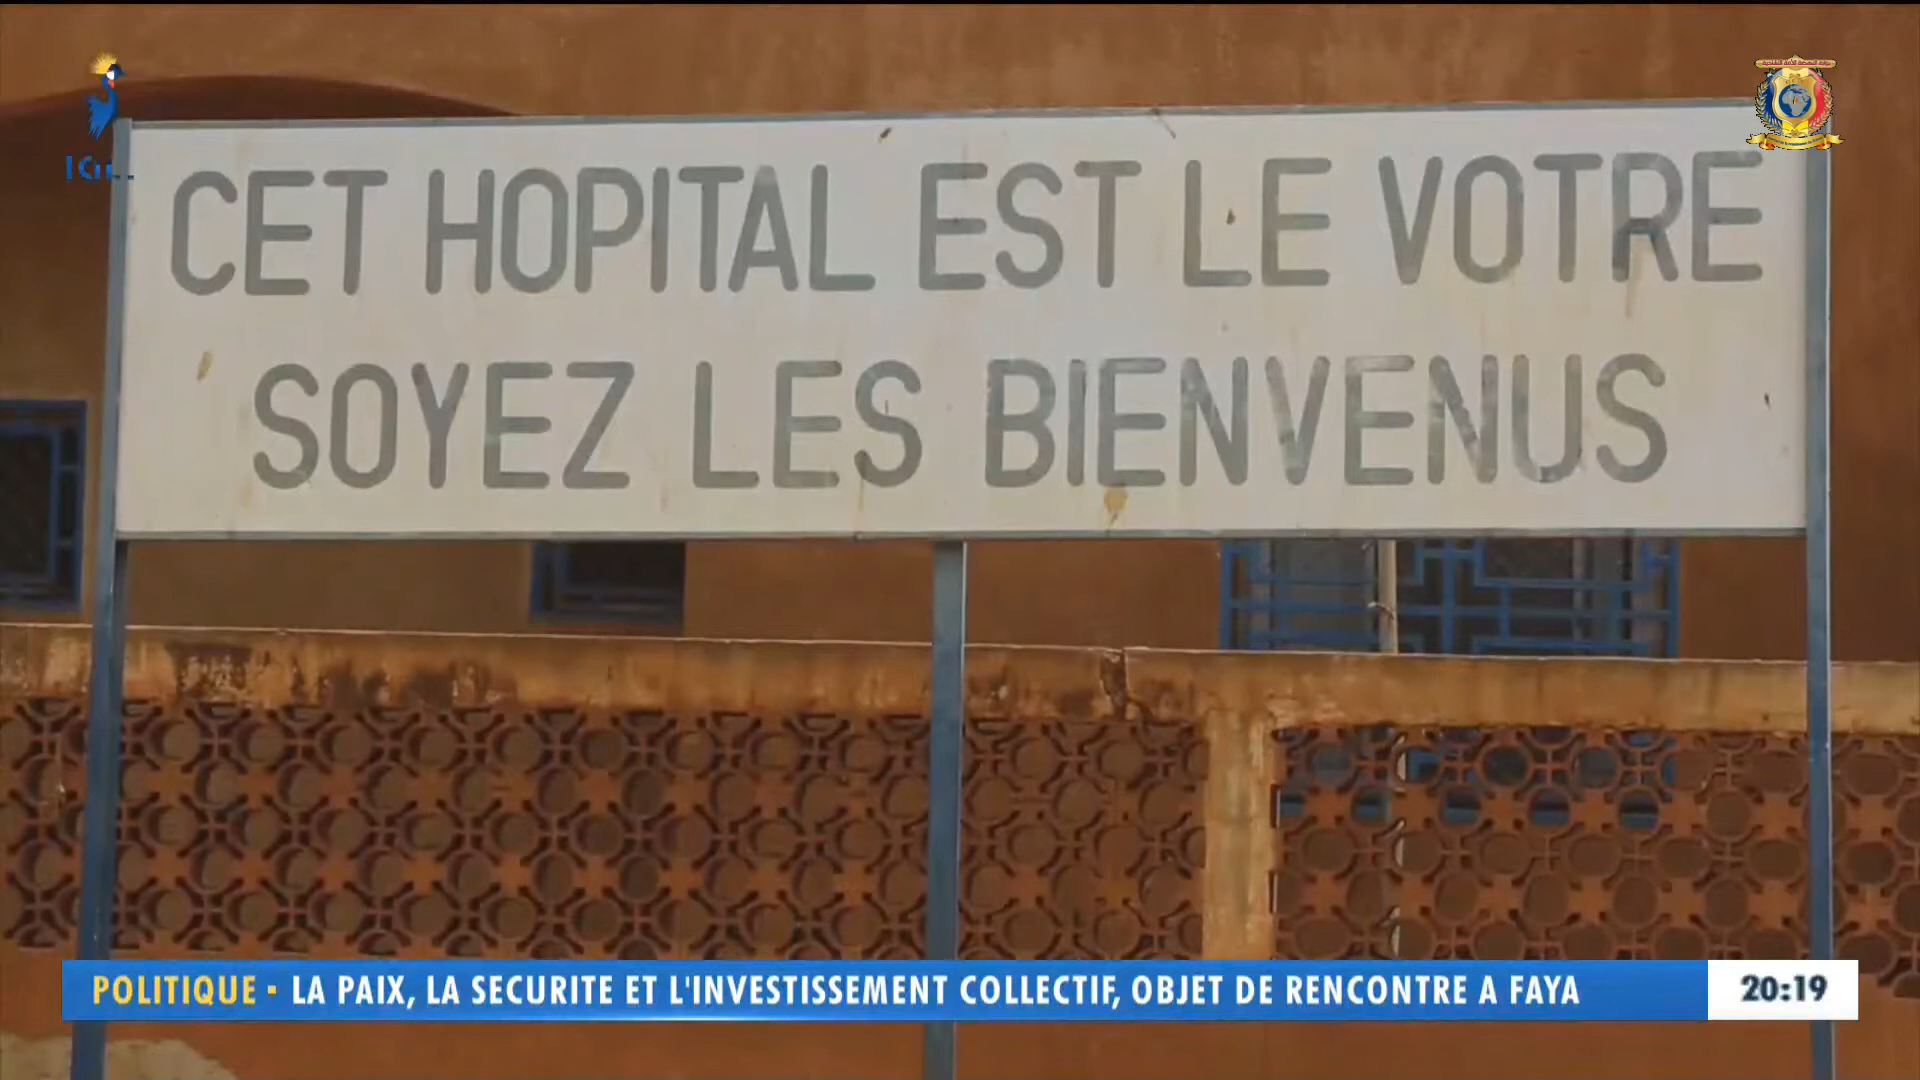 CET HOPITAL EST LE VOTRE
SOYEZ LES BIENVENUS
POLITIQUE · LA PAIX, LA SECURITE ET L'INVESTISSEMENT COLLECTIF, OBJET DE RENCONTRE A FAYA
20:19